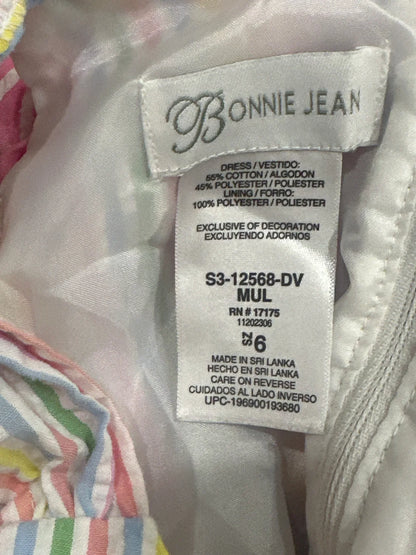 BONNIE JEAN
DRESS / VESTIDO:
55% COTTON / ALGODON
45% POLYESTER / POLIESTER
LINING / FORRO:
100% POLYESTER / POLIESTER
EXCLUSIVE OF DECORATION
EXCLUYENDO ADORNOS
S3-12568-DV
MUL
RN # 17175
11202306
SZ 6
MADE IN SRI LANKA
HECHO EN SRI LANKA
CARE ON REVERSE
CUIDADOS AL LADO INVERSO
UPC-196900193680